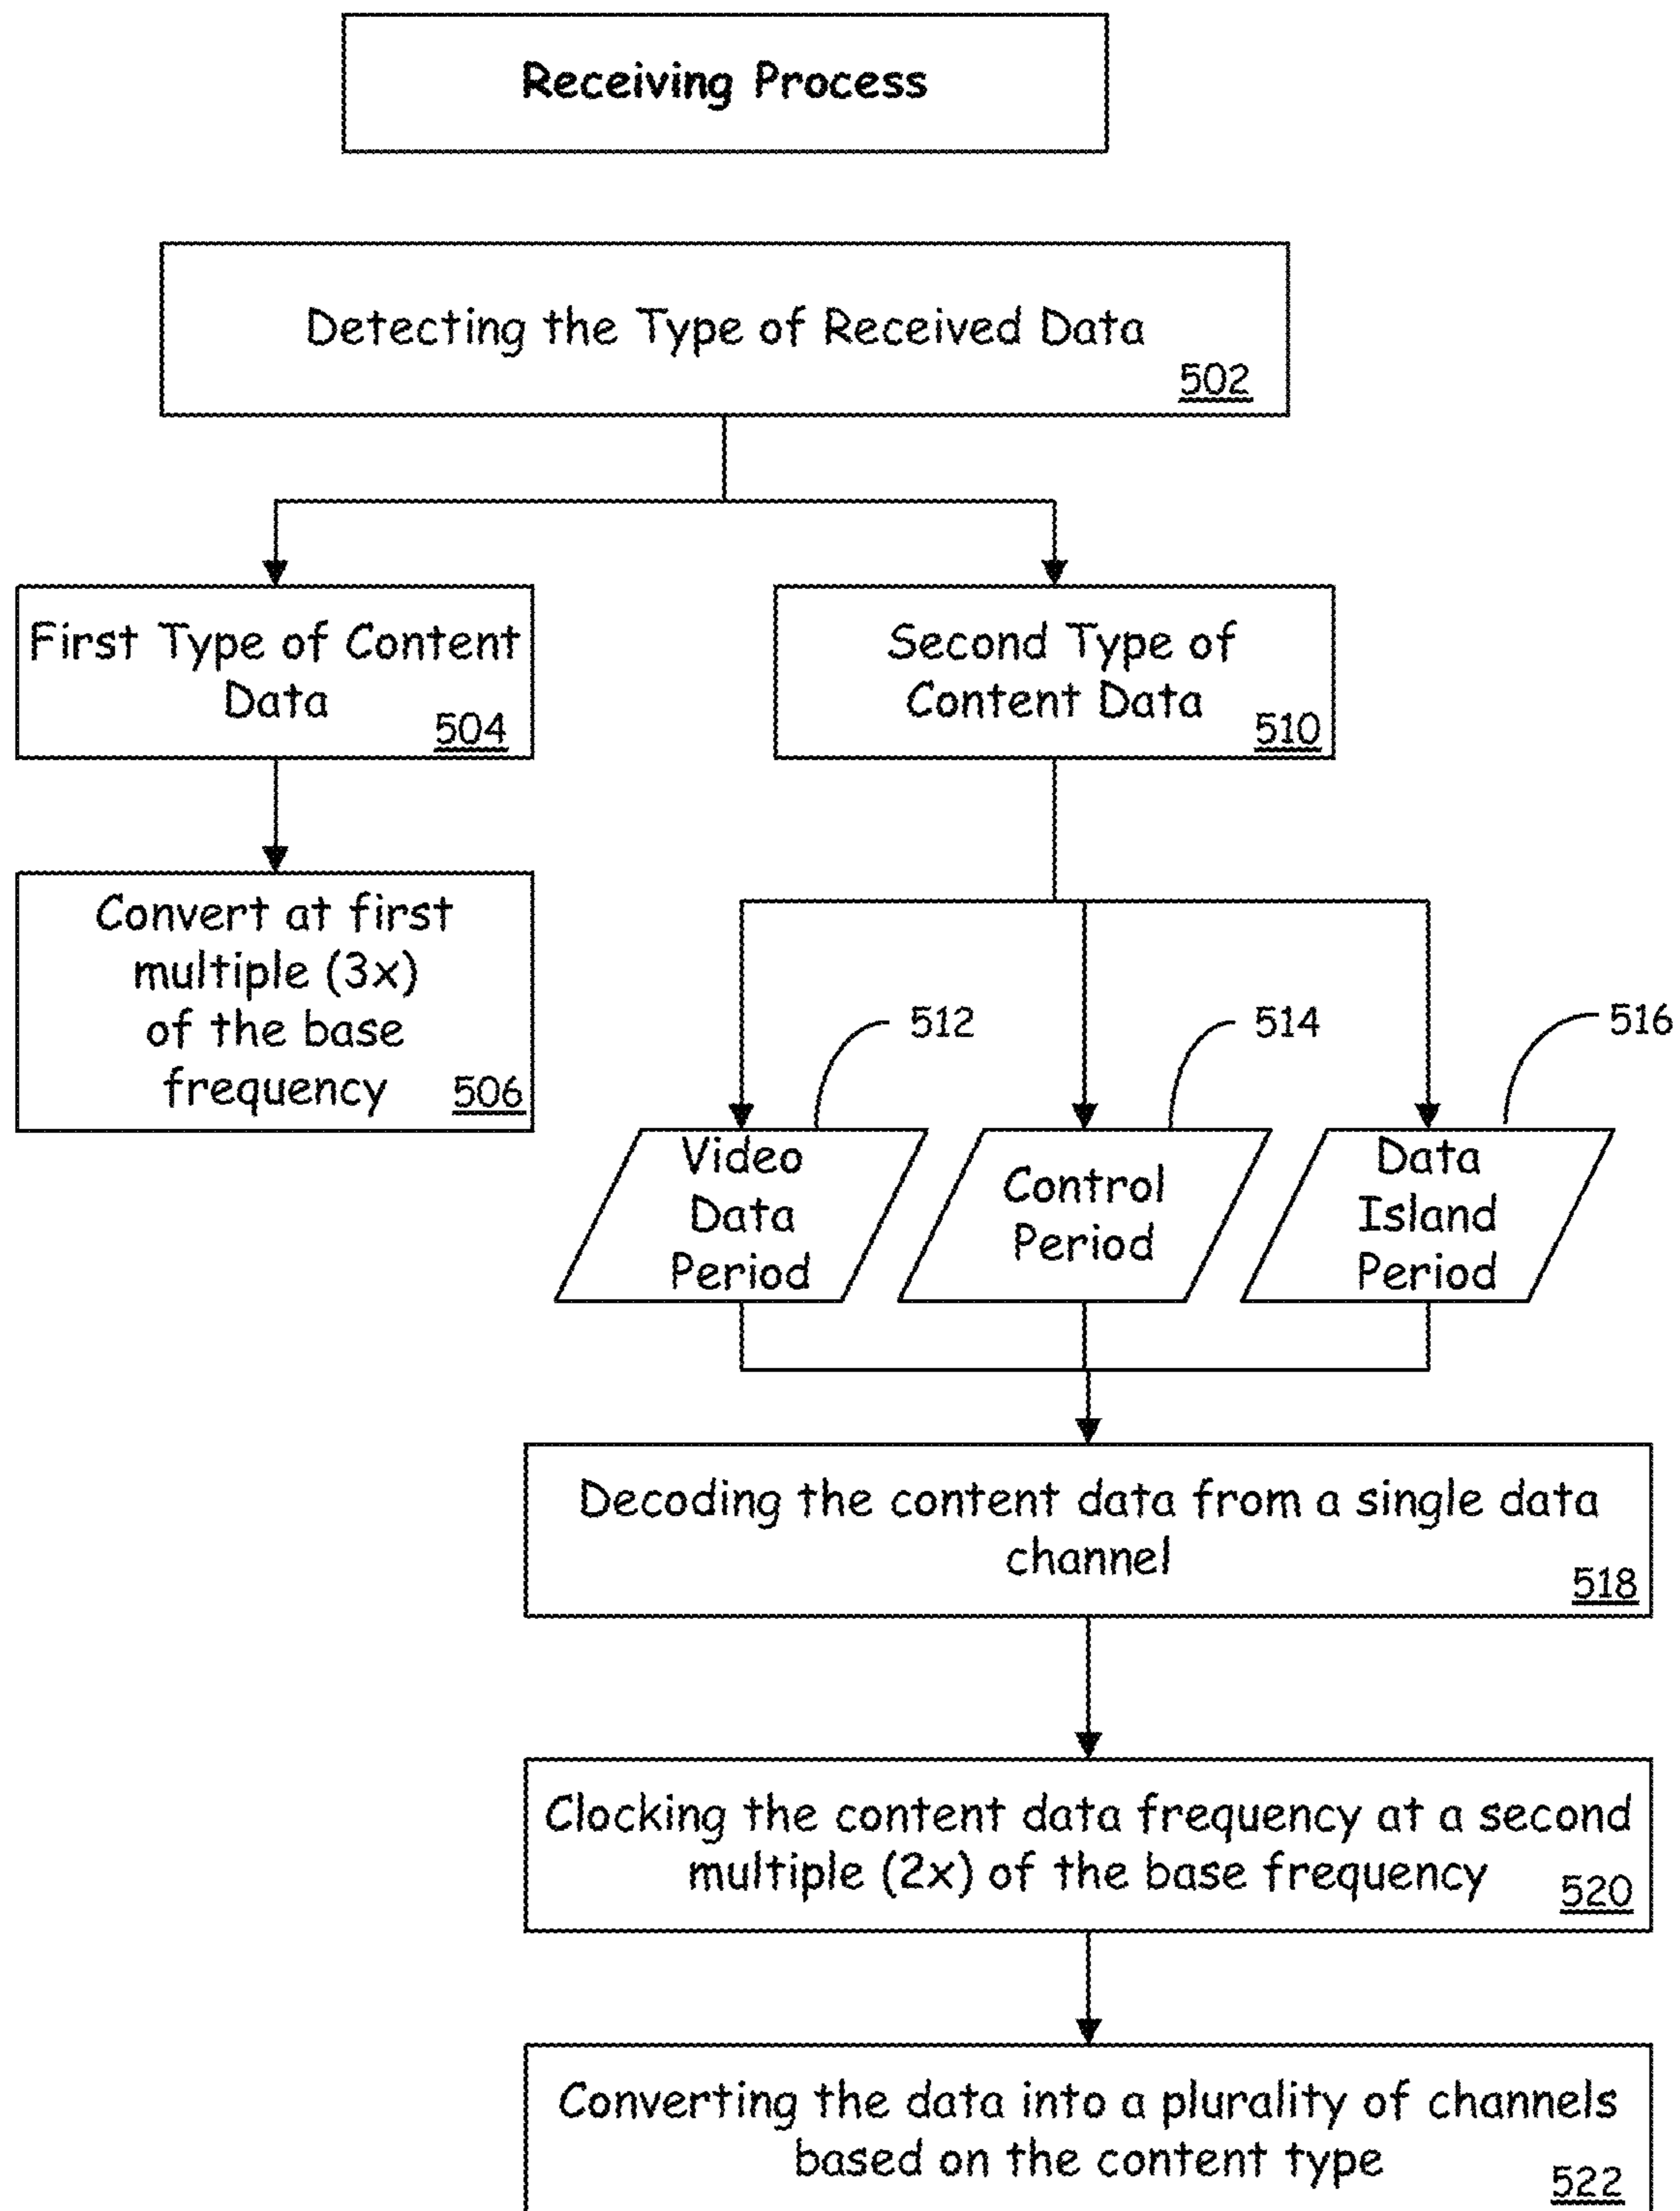 Receiving Process
Detecting the Type of Received Data
502
First Type of Content
Data
504
Second Type of
Content Data
510
Convert at first
multiple (3x)
of the base
frequency
506
512
514
516
Video
Data
Period
Control
Period
Data
Island
Period
Decoding the content data from a single data
channel
518
Clocking the content data frequency at a second
multiple (2x) of the base frequency
520
Converting the data into a plurality of channels
based on the content type
522